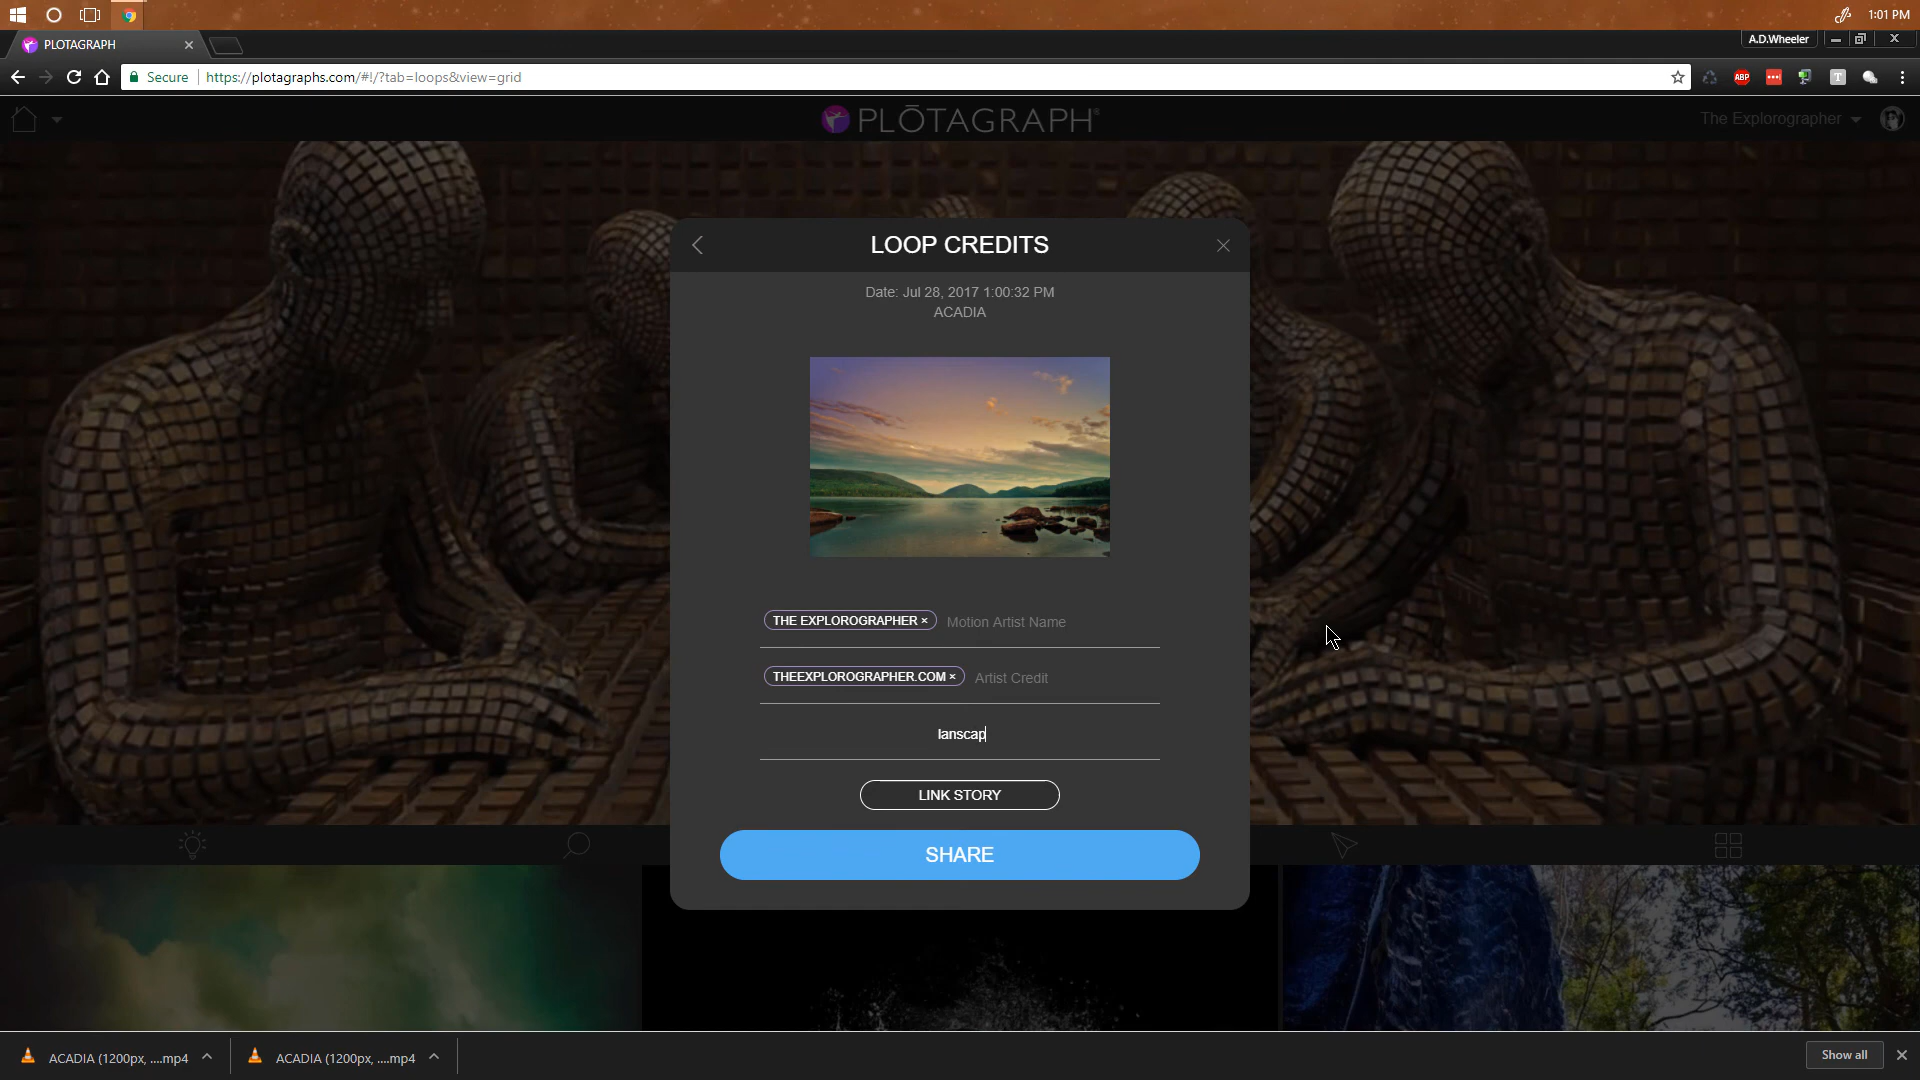 1:01 PM
PLOTAGRAPH
A.D.Wheeler
Secure
https://plotagraphs.com/#!/?tab=loops&view=grid
ABP
T
PLŌTAGRAPH®
The Explorographer
LOOP CREDITS
Date: Jul 28, 2017 1:00:32 PM
ACADIA
THE EXPLOROGRAPHER × Motion Artist Name
THEEXPLOROGRAPHER.COM × Artist Credit
lanscap
LINK STORY
SHARE
ACADIA (1200px, ....mp4
ACADIA (1200px, ....mp4
Show all